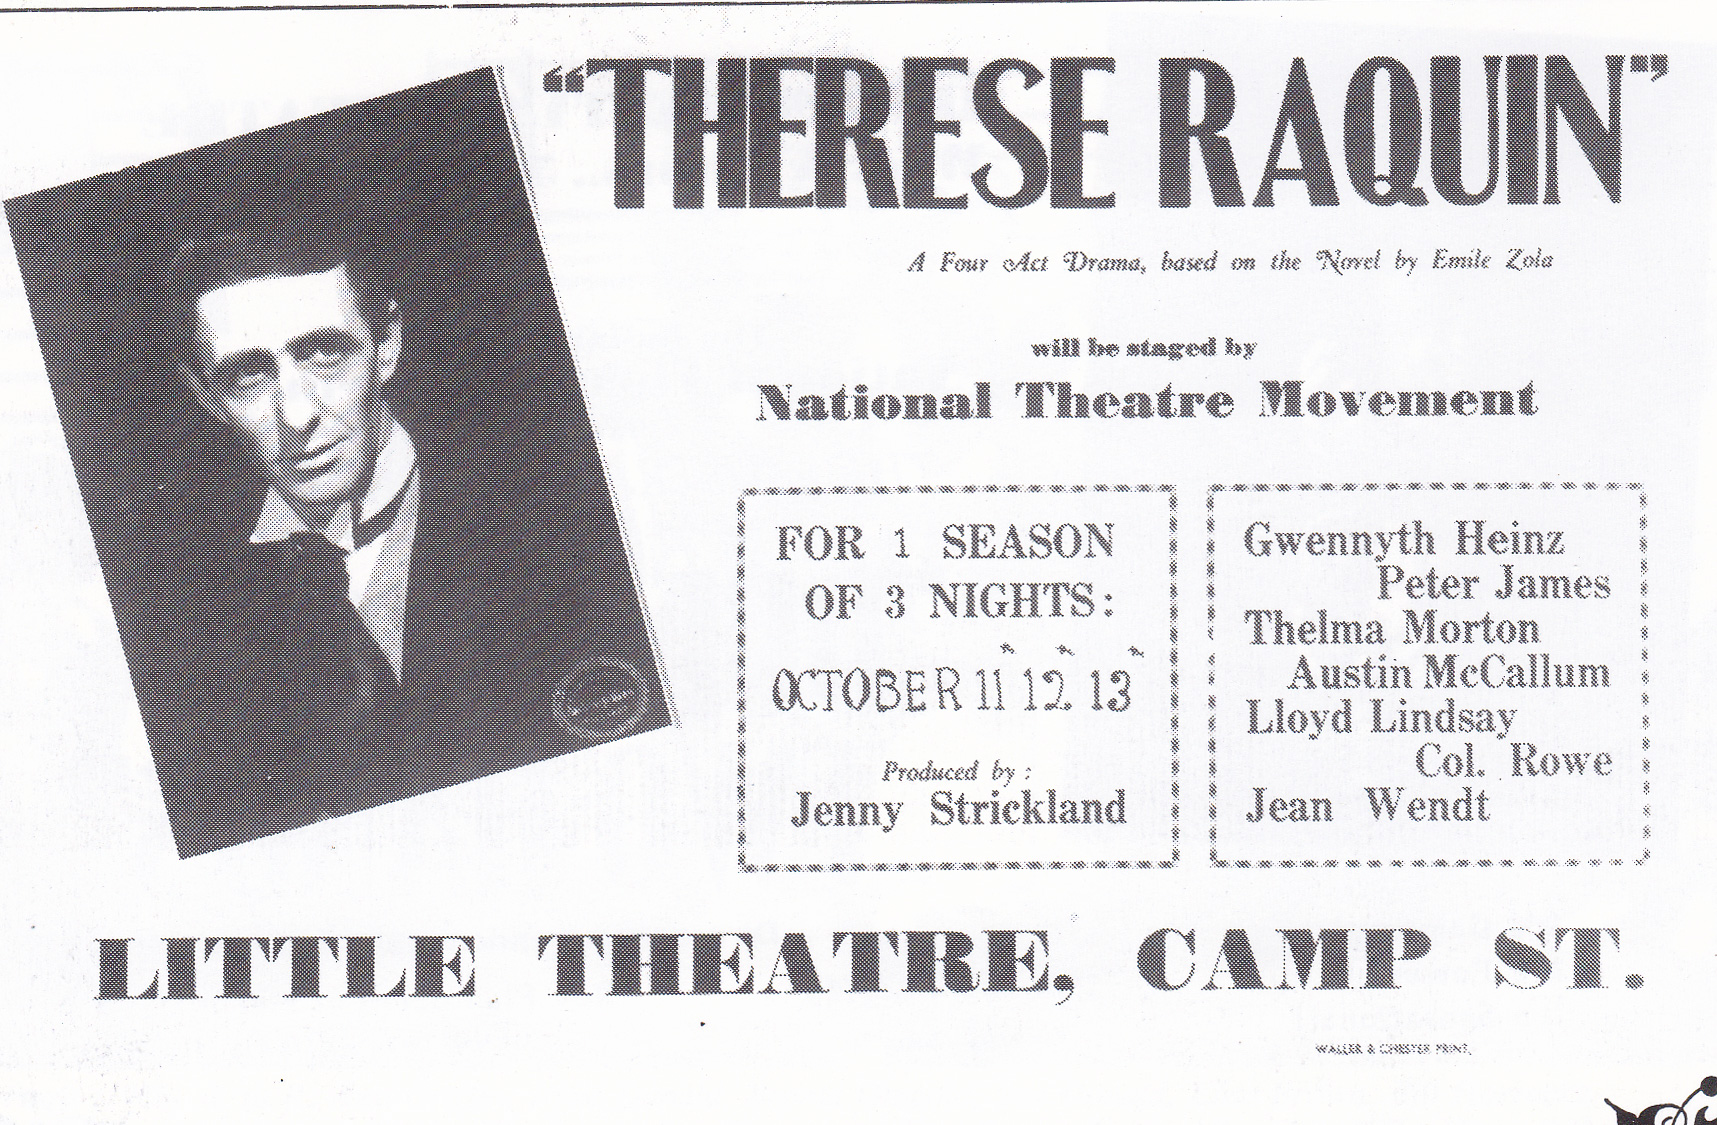 "THERESE RAQUIN"
A Four Act Drama, based on the Novel by Emile Zola
will be staged by
National Theatre Movement
FOR 1 SEASON
OF 3 NIGHTS:
OCTOBER 11 12 13
Produced by:
Jenny Strickland
Gwennyth Heinz
Peter James
Thelma Morton
Austin McCallum
Lloyd Lindsay
Col. Rowe
Jean Wendt
LITTLE THEATRE, CAMP ST.
WALLER & CHESTER PRINT,